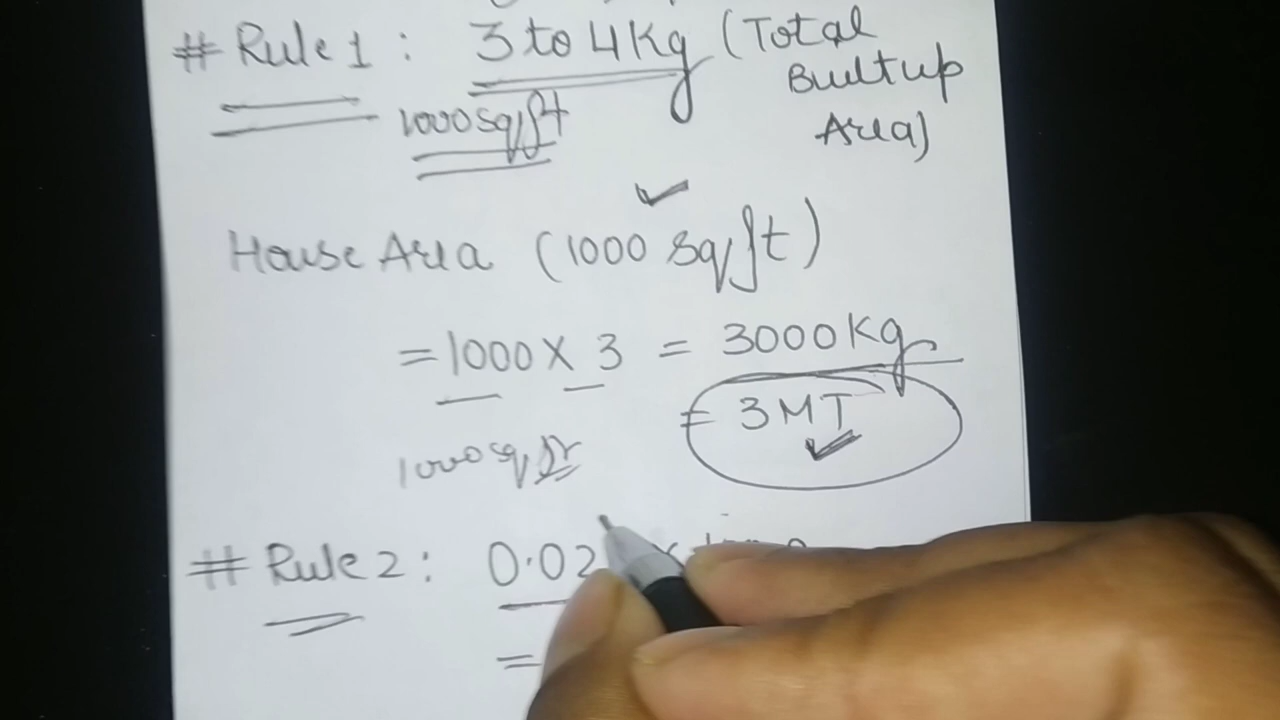 # Rule 1 : 3 to 4 Kg (Total
Builtup
1000 sqft Area)
House Area (1000 sqft)
= 1000 X 3 = 3000 Kg
= 3 MT
1000 sqft
# Rule 2 : 0.02
=